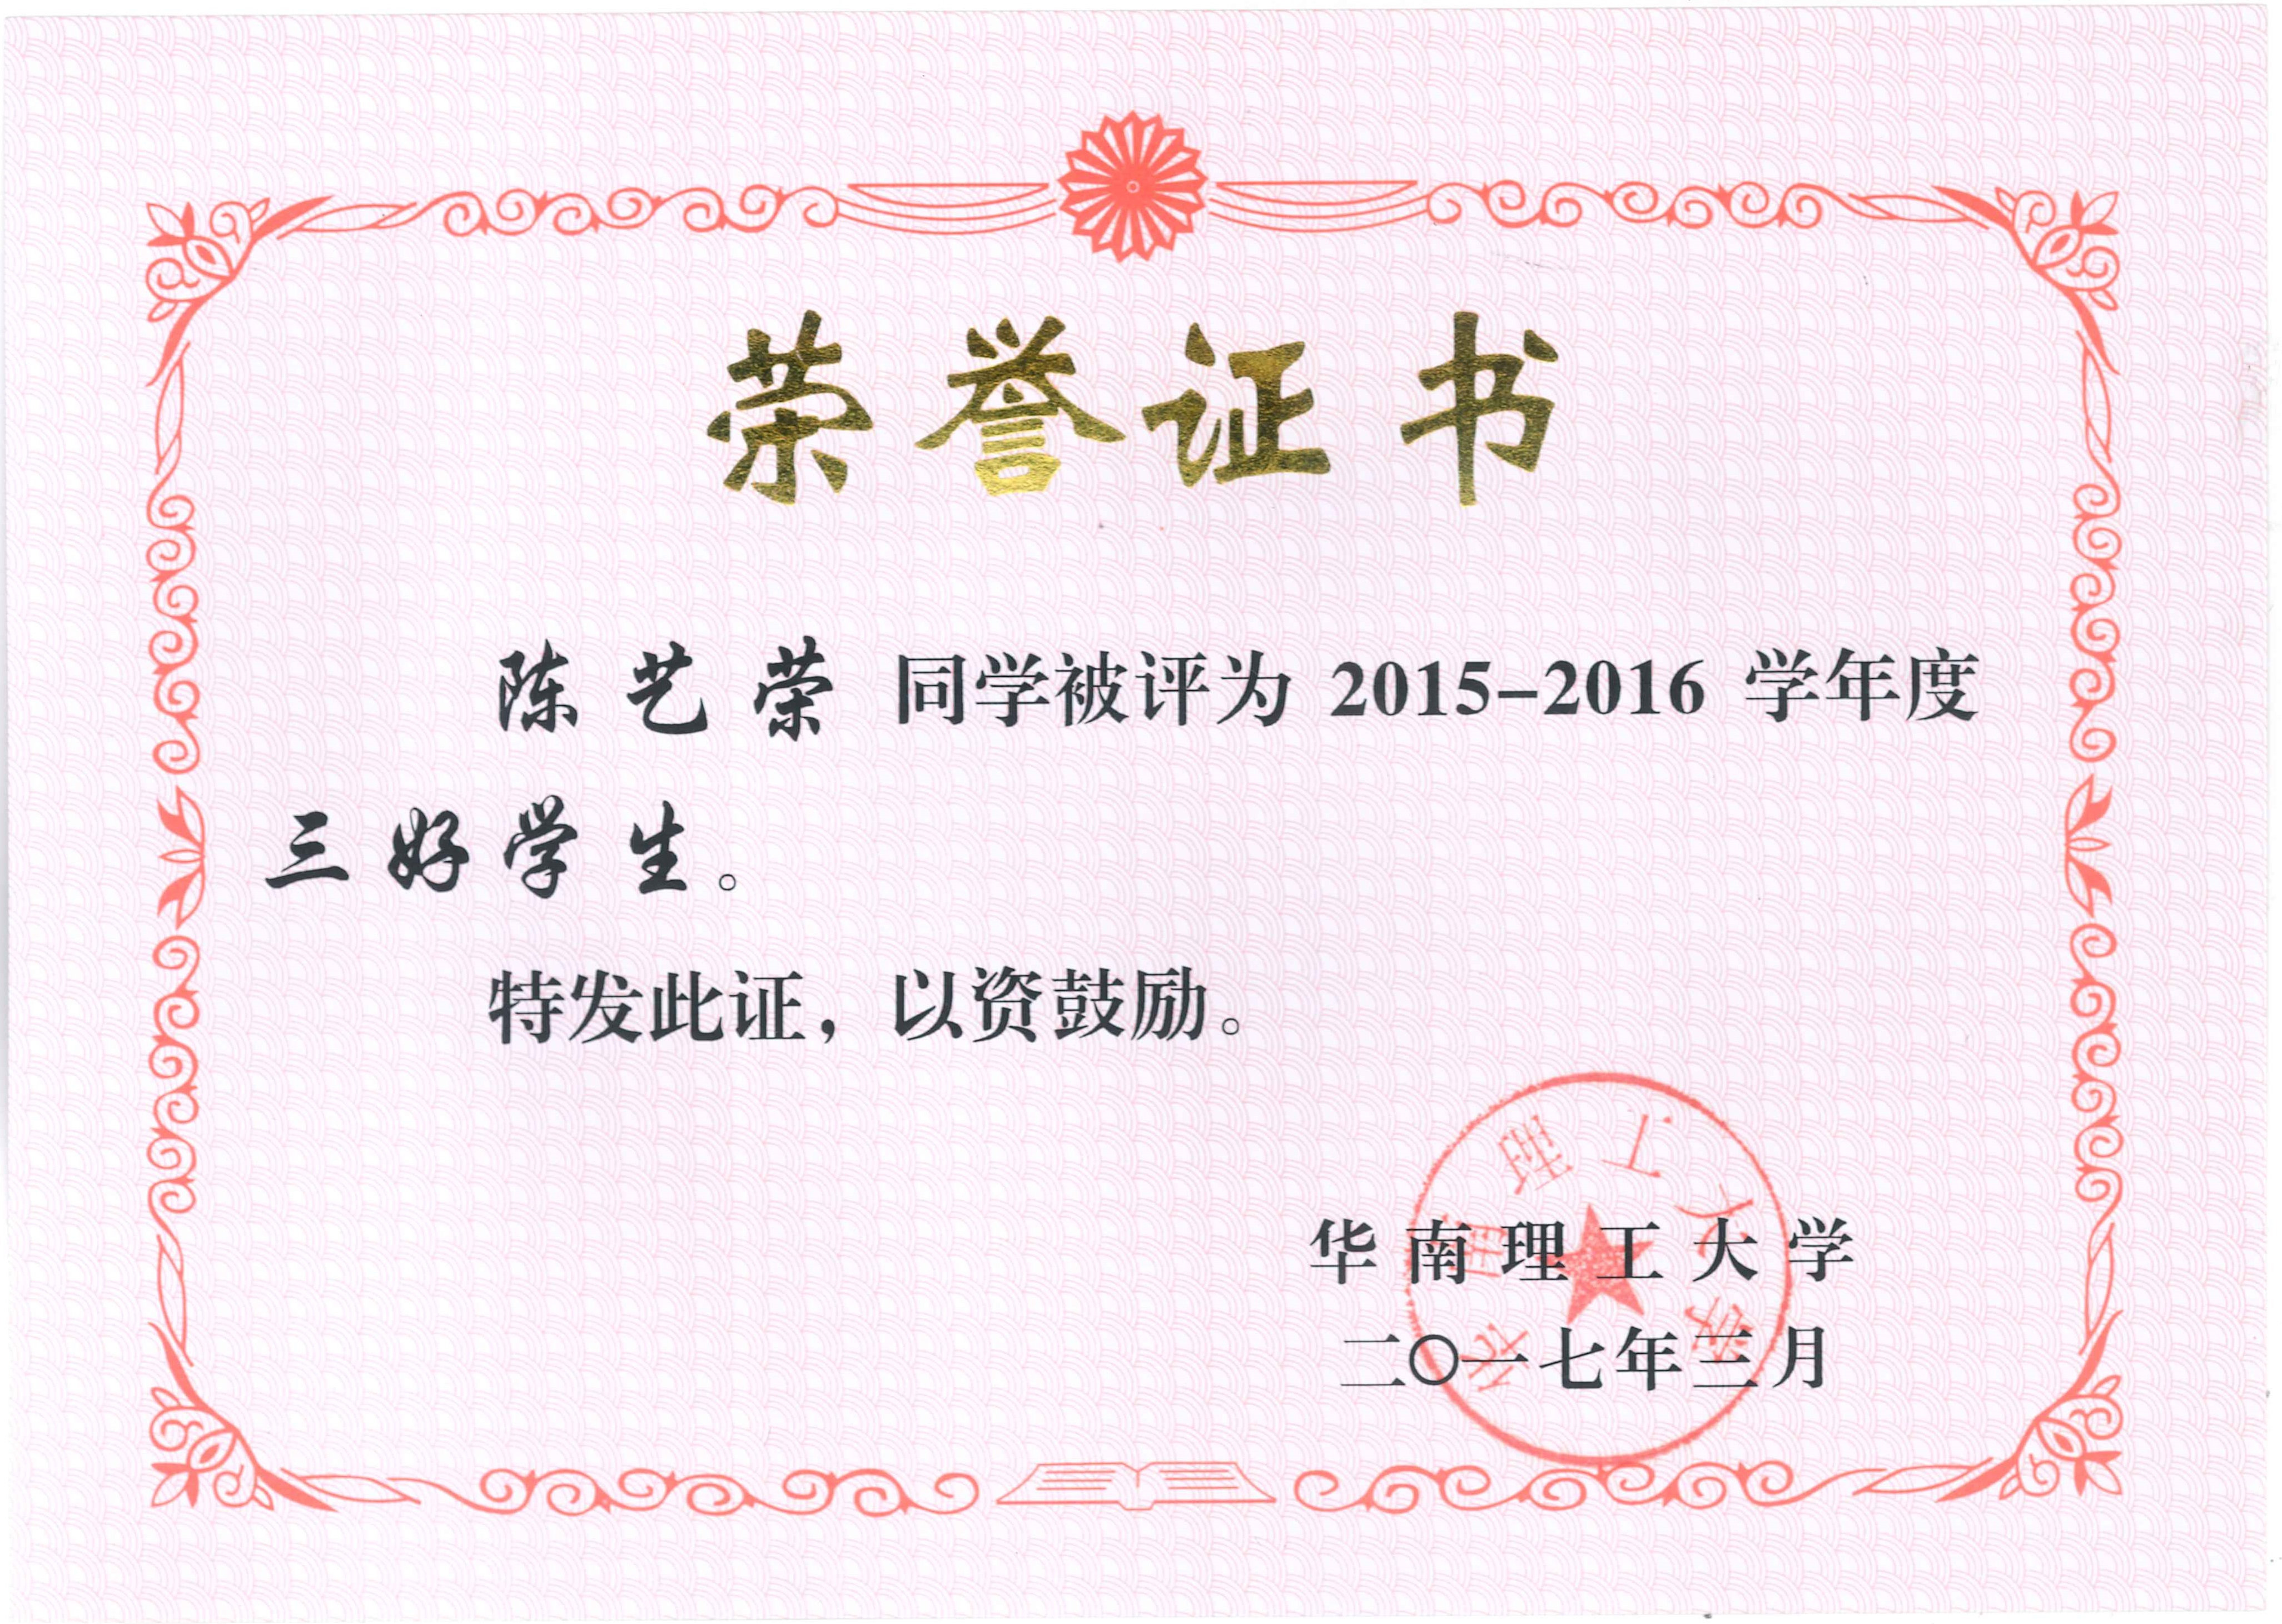 荣誉证书
陈艺荣 同学被评为 2015-2016 学年度
三好学生。
特发此证，以资鼓励。
华南理工大学
华南理工大学
二〇一七年三月